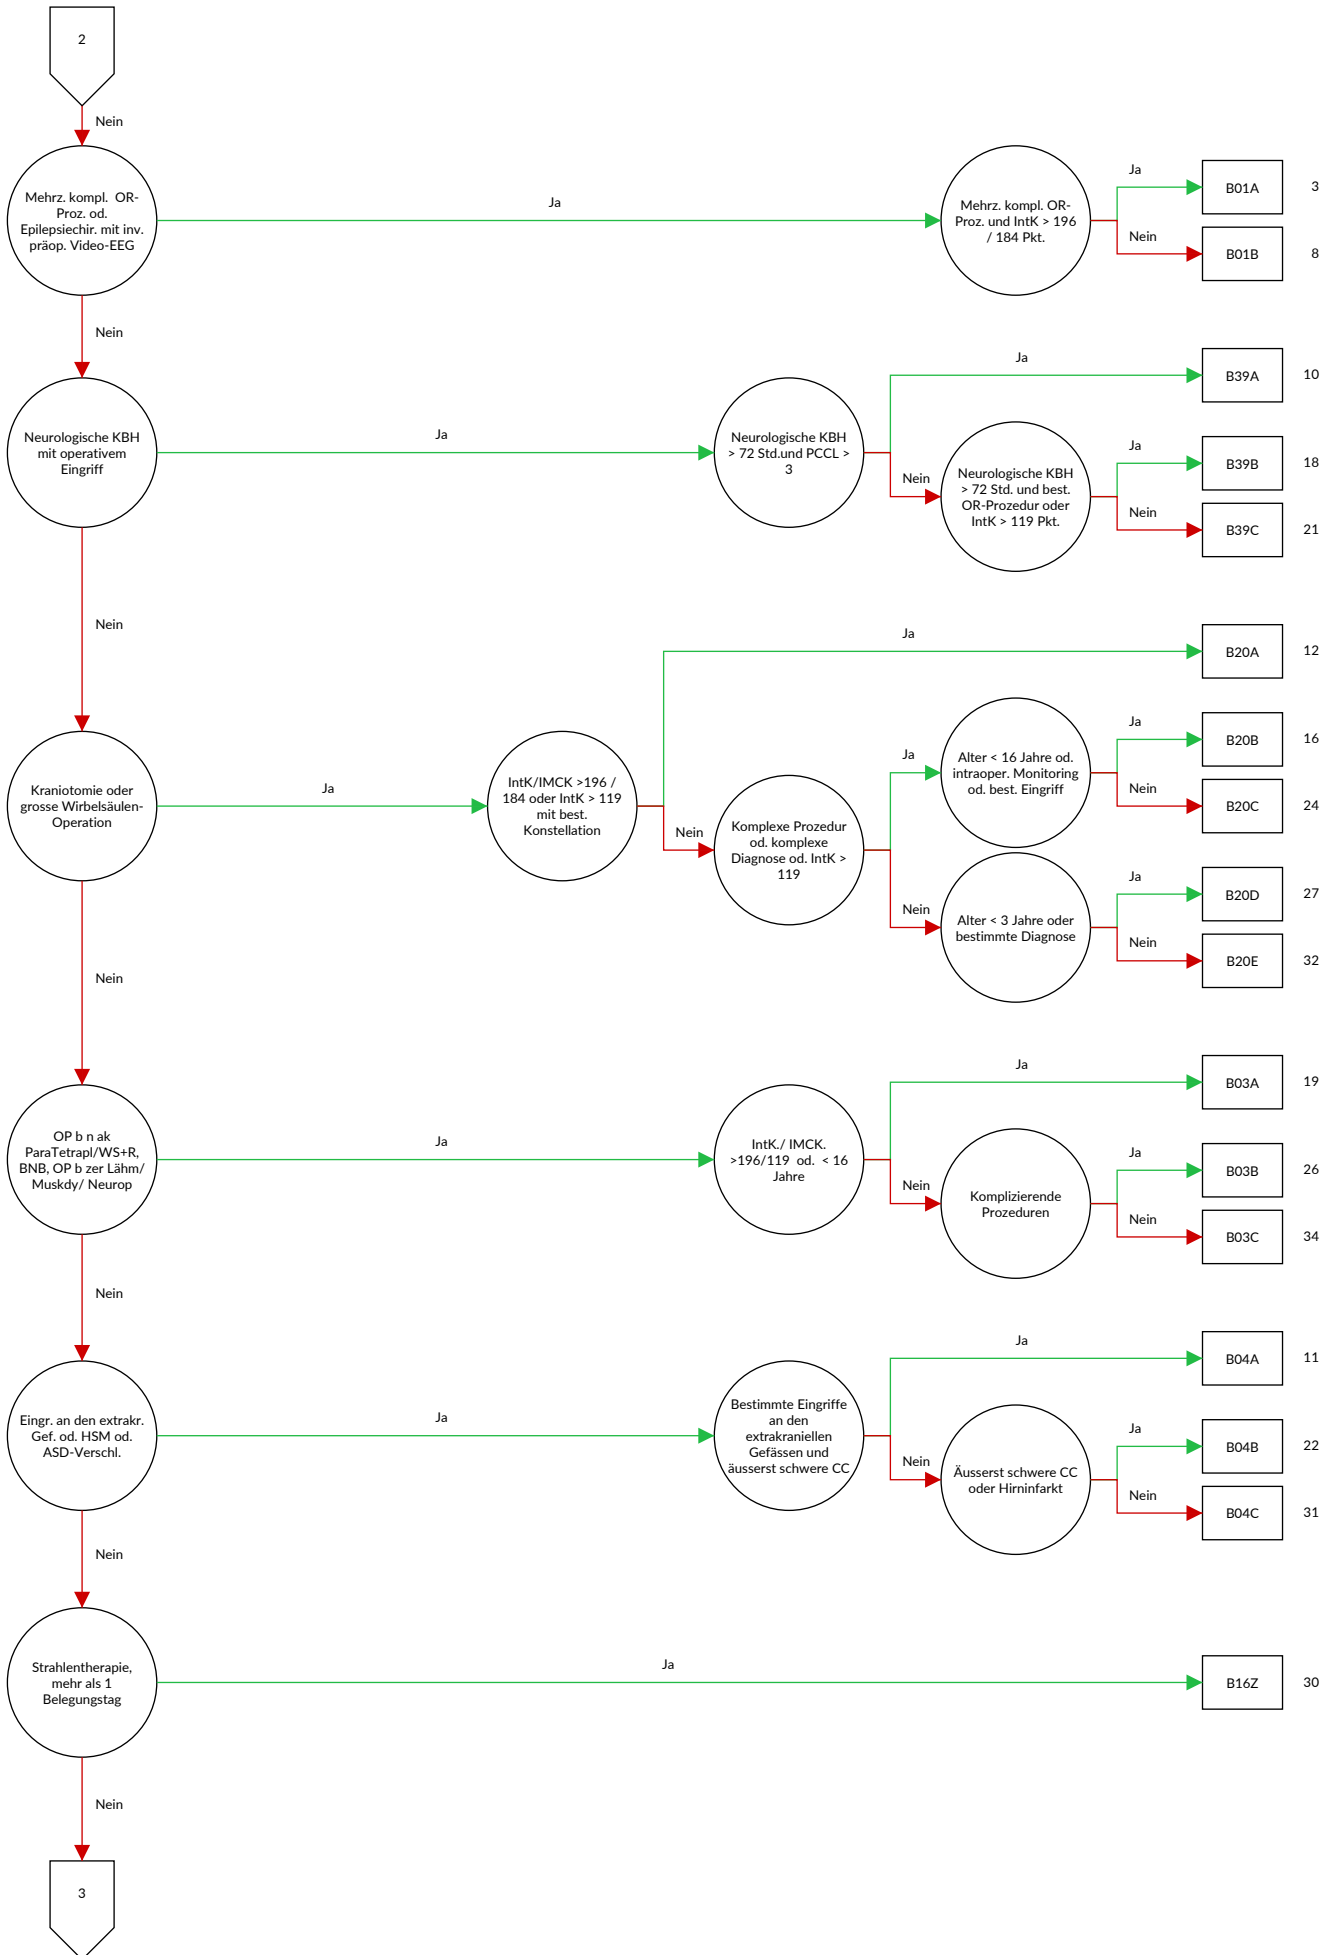 2
Nein
Mehrz. kompl. OR-
Proz. od.
Epilepsiechir. mit inv.
präop. Video-EEG
Ja
Mehrz. kompl. OR-
Proz. und IntK > 196
/ 184 Pkt.
Ja
B01A
3
Nein
B01B
8
Nein
Neurologische KBH
mit operativem
Eingriff
Ja
Neurologische KBH
> 72 Std.und PCCL >
3
Ja
B39A
10
Nein
Neurologische KBH
> 72 Std. und best.
OR-Prozedur oder
IntK > 119 Pkt.
Ja
B39B
18
Nein
B39C
21
Nein
Kraniotomie oder
grosse Wirbelsäulen-
Operation
Ja
IntK/IMCK >196 /
184 oder IntK > 119
mit best.
Konstellation
Ja
B20A
12
Nein
Komplexe Prozedur
od. komplexe
Diagnose od. IntK >
119
Ja
Alter < 16 Jahre od.
intraoper. Monitoring
od. best. Eingriff
Ja
B20B
16
Nein
B20C
24
Nein
Alter < 3 Jahre oder
bestimmte Diagnose
Ja
B20D
27
Nein
B20E
32
Nein
OP b n ak
ParaTetrapl/WS+R,
BNB, OP b zer Lähm/
Muskdy/ Neurop
Ja
IntK./ IMCK.
>196/119 od. < 16
Jahre
Ja
B03A
19
Nein
Komplizierende
Prozeduren
Ja
B03B
26
Nein
B03C
34
Nein
Eingr. an den extrakr.
Gef. od. HSM od.
ASD-Verschl.
Ja
Bestimmte Eingriffe
an den
extrakraniellen
Gefässen und
äusserst schwere CC
Ja
B04A
11
Nein
Äusserst schwere CC
oder Hirninfarkt
Ja
B04B
22
Nein
B04C
31
Nein
Strahlentherapie,
mehr als 1
Belegungstag
Ja
B16Z
30
Nein
3